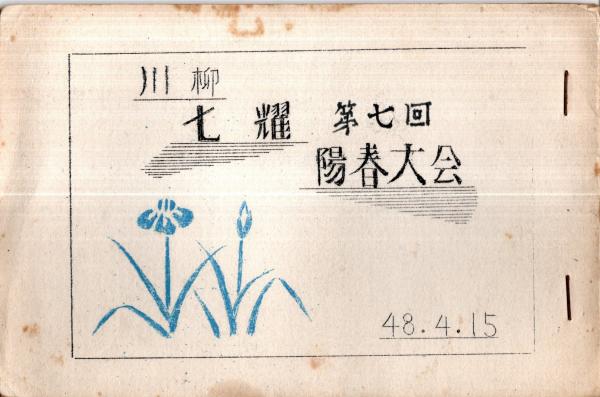 川柳
七耀 第七回
陽春大会
48.4.15